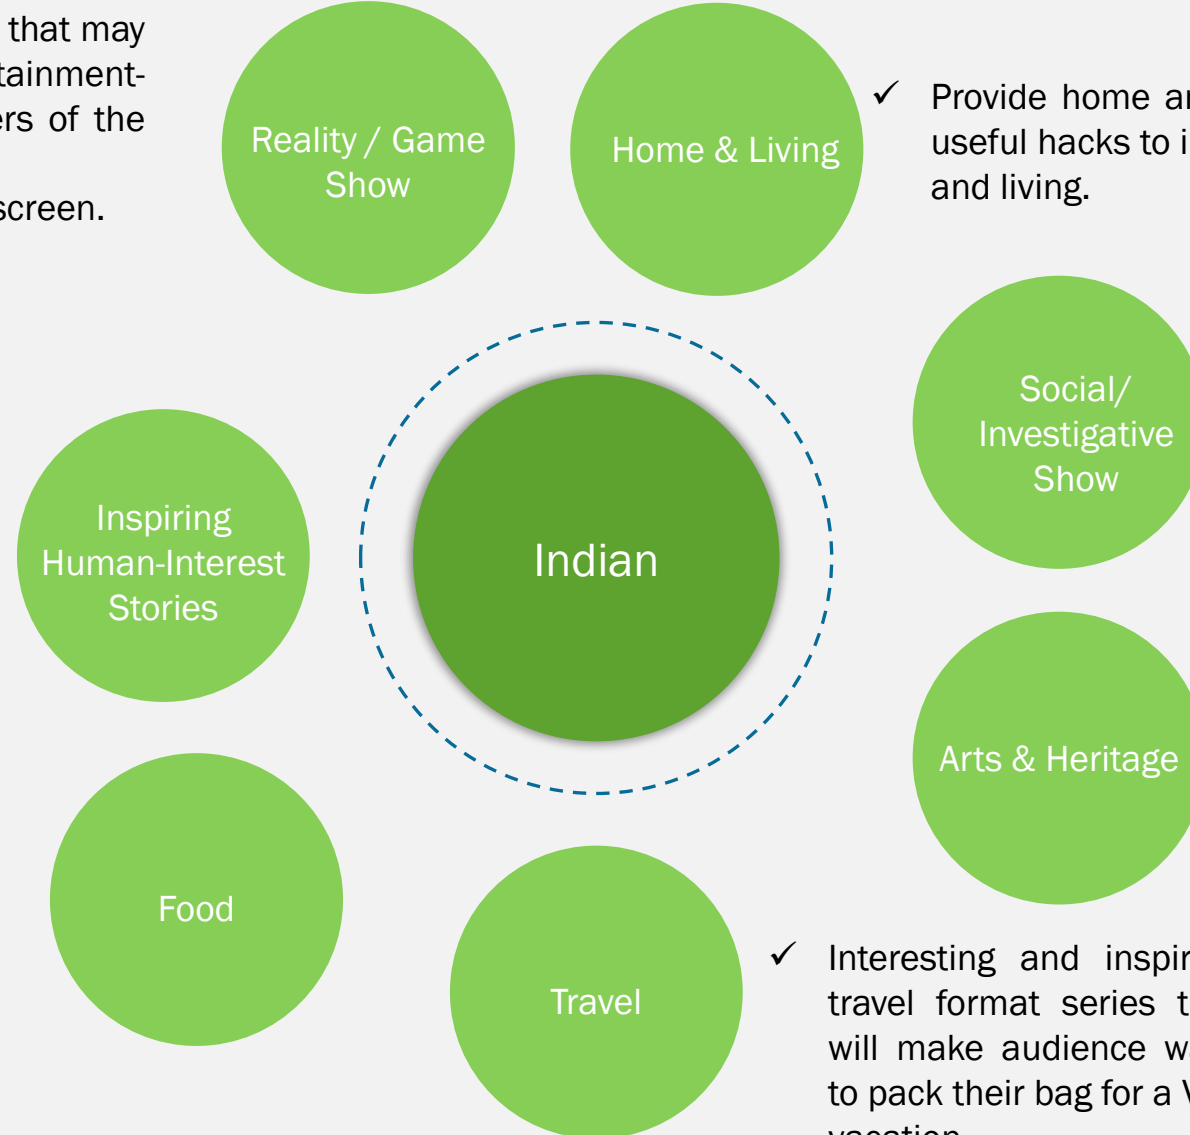 that may
tainment-
ers of the
screen.
Reality / Game
Show
Home & Living
✓ Provide home a
useful hacks to i
and living.
Social/
Investigative
Show
Inspiring
Human-Interest
Stories
Indian
Arts & Heritage
Food
Travel
✓ Interesting and inspir
travel format series t
will make audience w
to pack their bag for a V
vacation